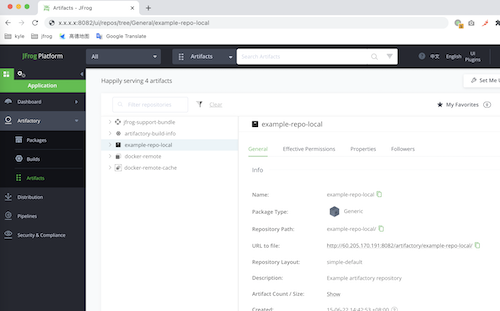 Artifacts - JFrog
x.x.x.x:8082/ui/repos/tree/General/example-repo-local
kyle
jfrog
高德地图
Google Translate
JFrog Platform
All
Artifacts
Search Artifacts
中文
English
UI Plugins
Application
Happily serving 4 artifacts
Set Me U
Dashboard
Filter repositories
Clear
My Favorites
Artifactory
jfrog-support-bundle
example-repo-local
artifactory-build-info
Packages
example-repo-local
General
Effective Permissions
Properties
Followers
Builds
docker-remote
docker-remote-cache
Info
Artifacts
Name:
example-repo-local
Distribution
Package Type:
Generic
Pipelines
Repository Path:
example-repo-local/
Security & Compliance
URL to file:
http://60.205.170.191:8082/artifactory/example-repo-local/
Repository Layout:
simple-default
Description:
Example artifactory repository
Artifact Count / Size:
Show
Created: